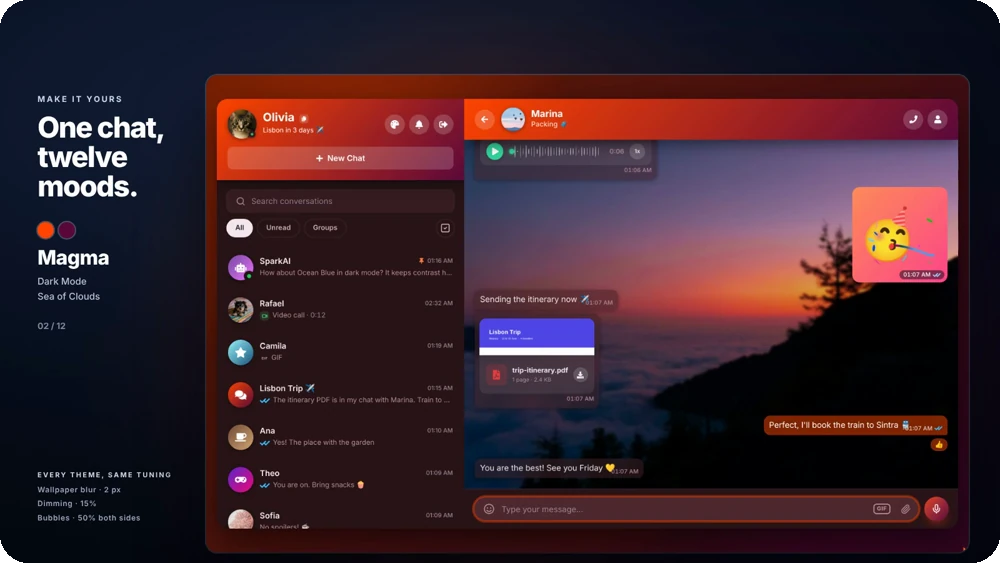 MAKE IT YOURS
One chat,
twelve
moods.
Magma
Dark Mode
Sea of Clouds
02 / 12
EVERY THEME, SAME TUNING
Wallpaper blur · 2 px
Dimming · 15%
Bubbles · 50% both sides
Olivia
Lisbon in 3 days ✈️
+ New Chat
Search conversations
All Unread Groups
SparkAI 01:16 AM
How about Ocean Blue in dark mode? It keeps contrast h...
Rafael 02:32 AM
Video call · 0:12
Camila 01:19 AM
GIF GIF
Lisbon Trip ✈️ 01:15 AM
The itinerary PDF is in my chat with Marina. Train to ...
Ana 01:10 AM
Yes! The place with the garden
Theo 01:09 AM
You are on. Bring snacks 🍿
Sofia 01:09 AM
No spoilers! ☕
Marina
Packing
0:06 1x
01:06 AM
01:07 AM
Sending the itinerary now ✈️ 01:07 AM
Lisbon Trip
trip-itinerary.pdf
1 page · 2.4 KB
01:07 AM
Perfect, I'll book the train to Sintra 🚆 01:07 AM
👍
You are the best! See you Friday 💛 01:07 AM
Type your message...
GIF